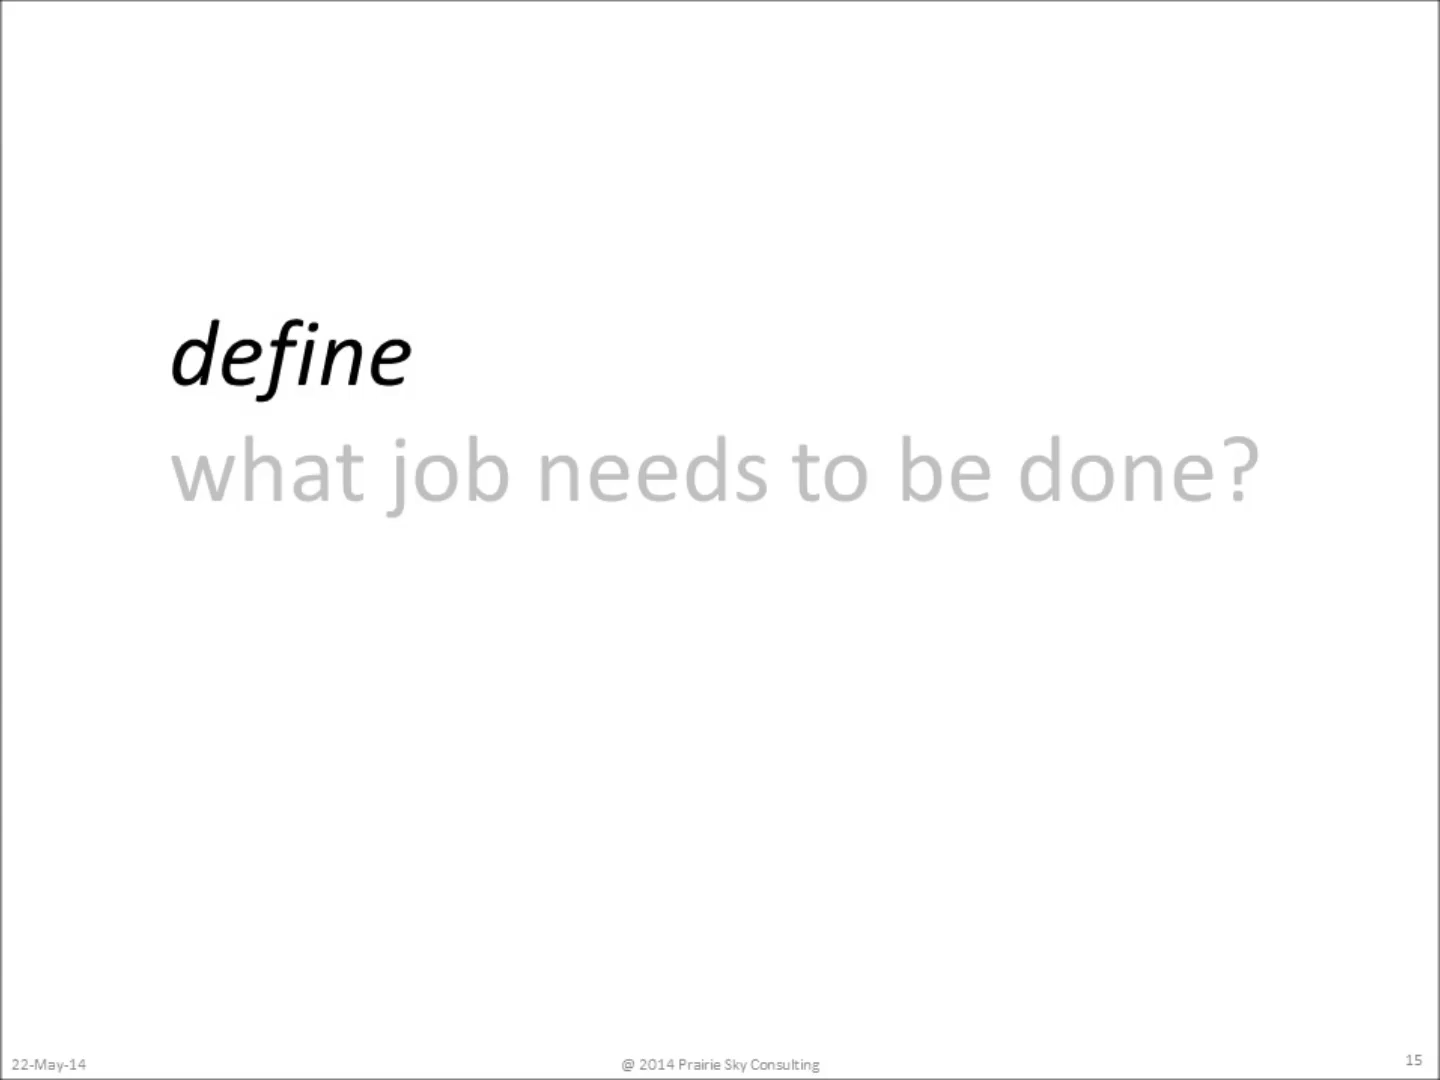 define
what job needs to be done?
22-May-14
@ 2014 Prairie Sky Consulting
15